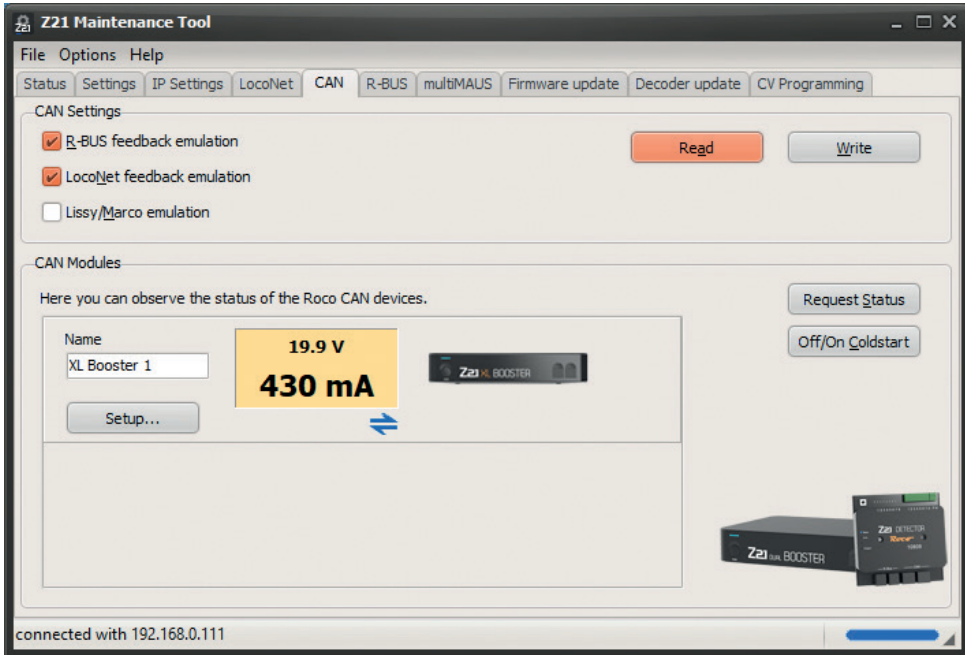 Z21 Z21 Maintenance Tool
File Options Help
Status Settings IP Settings LocoNet CAN R-BUS multiMAUS Firmware update Decoder update CV Programming
CAN Settings
R-BUS feedback emulation
Read Write
LocoNet feedback emulation
Lissy/Marco emulation
CAN Modules
Here you can observe the status of the Roco CAN devices.
Request Status
Name
19.9 V
Off/On Coldstart
XL Booster 1
430 mA
Z21 XL BOOSTER
Setup...
Z21 DETECTOR
Roco
Z21 DUAL BOOSTER
connected with 192.168.0.111